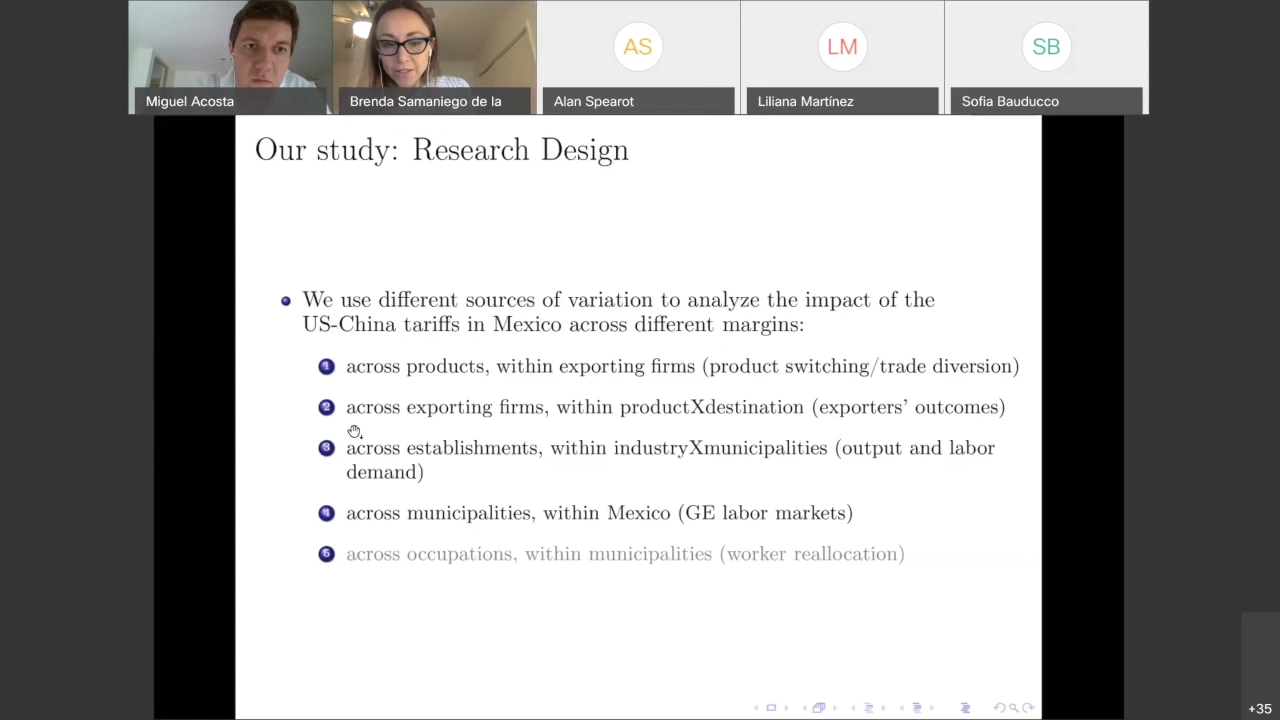 AS
LM
SB
Miguel Acosta
Brenda Samaniego de la
Alan Spearot
Liliana Martínez
Sofia Bauducco
Our study: Research Design
We use different sources of variation to analyze the impact of the
US-China tariffs in Mexico across different margins:
1 across products, within exporting firms (product switching/trade diversion)
2 across exporting firms, within productXdestination (exporters' outcomes)
3 across establishments, within industryXmunicipalities (output and labor
demand)
4 across municipalities, within Mexico (GE labor markets)
5 across occupations, within municipalities (worker reallocation)
+35